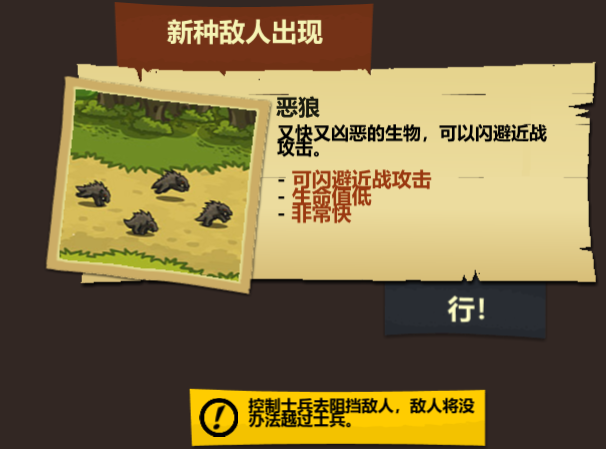 新种敌人出现
恶狼
又快又凶恶的生物，可以闪避近战
攻击。
- 可闪避近战攻击
- 生命值低
- 非常快
行！
控制士兵去阻挡敌人，敌人将没
办法越过士兵。